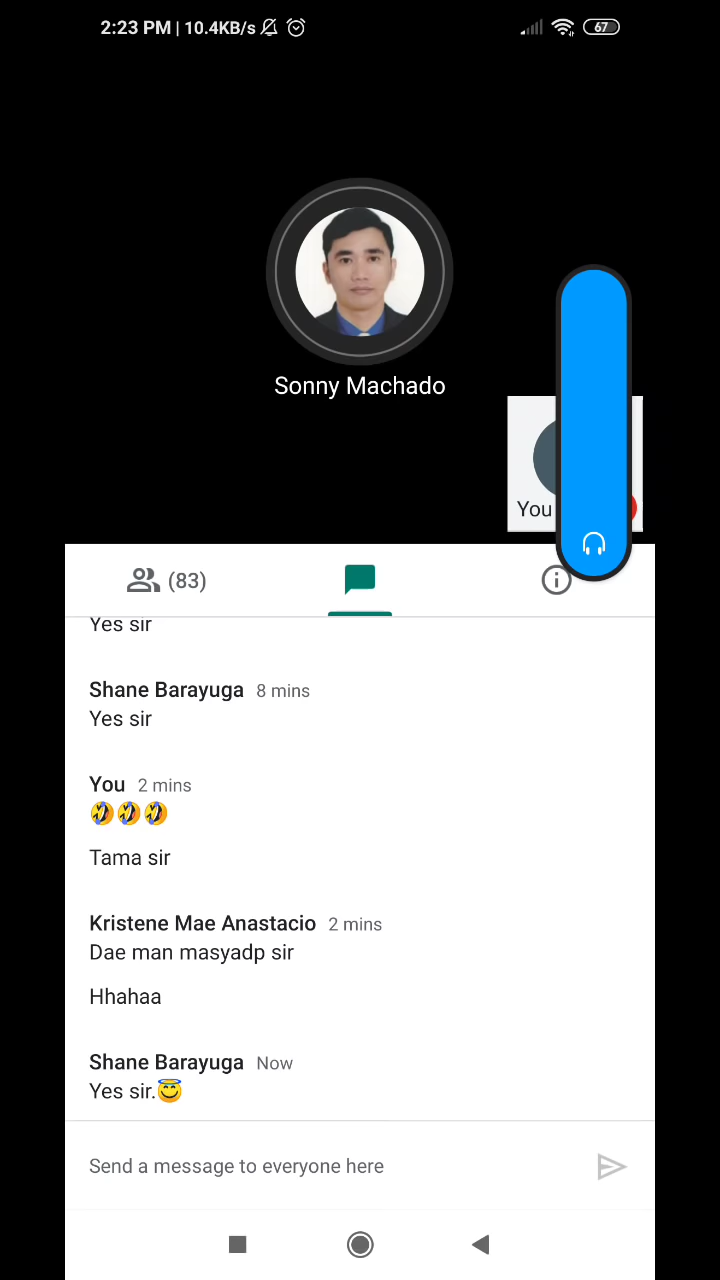 2:23 PM | 10.4KB/s 67
Sonny Machado
You
(83)
Yes sir
Shane Barayuga 8 mins
Yes sir
You 2 mins
🤣🤣🤣
Tama sir
Kristene Mae Anastacio 2 mins
Dae man masyadp sir
Hhahaa
Shane Barayuga Now
Yes sir.😇
Send a message to everyone here